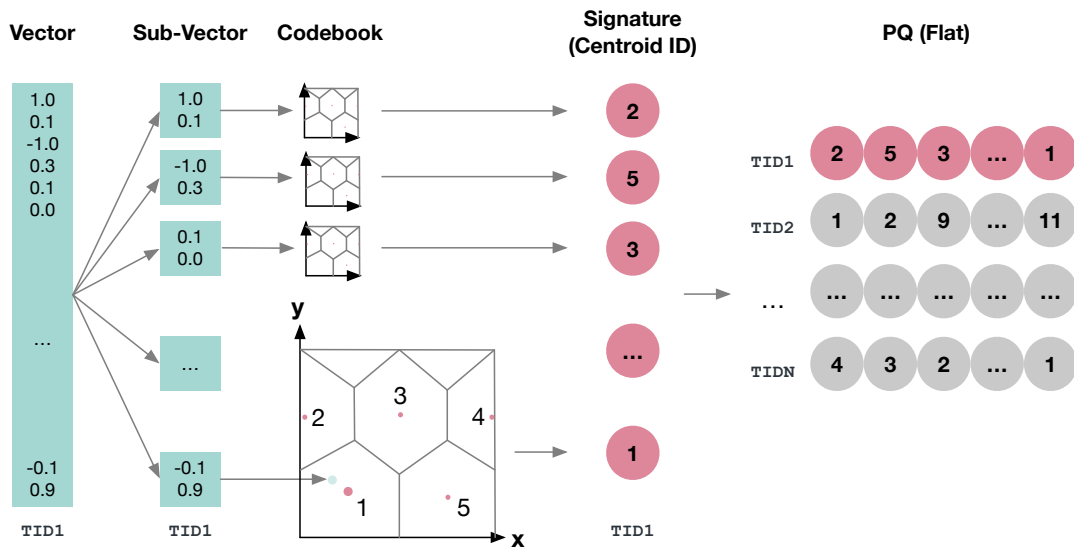 Vector
Sub-Vector
Codebook
Signature
(Centroid ID)
PQ (Flat)
1.0
0.1
-1.0
0.3
0.1
0.0
...
-0.1
0.9
TID1
1.0
0.1
-1.0
0.3
0.1
0.0
...
-0.1
0.9
TID1
y
2
3
4
1
5
x
2
5
3
...
1
TID1
TID1 2 5 3 ... 1
TID2 1 2 9 ... 11
... ... ... ... ... ...
TIDN 4 3 2 ... 1